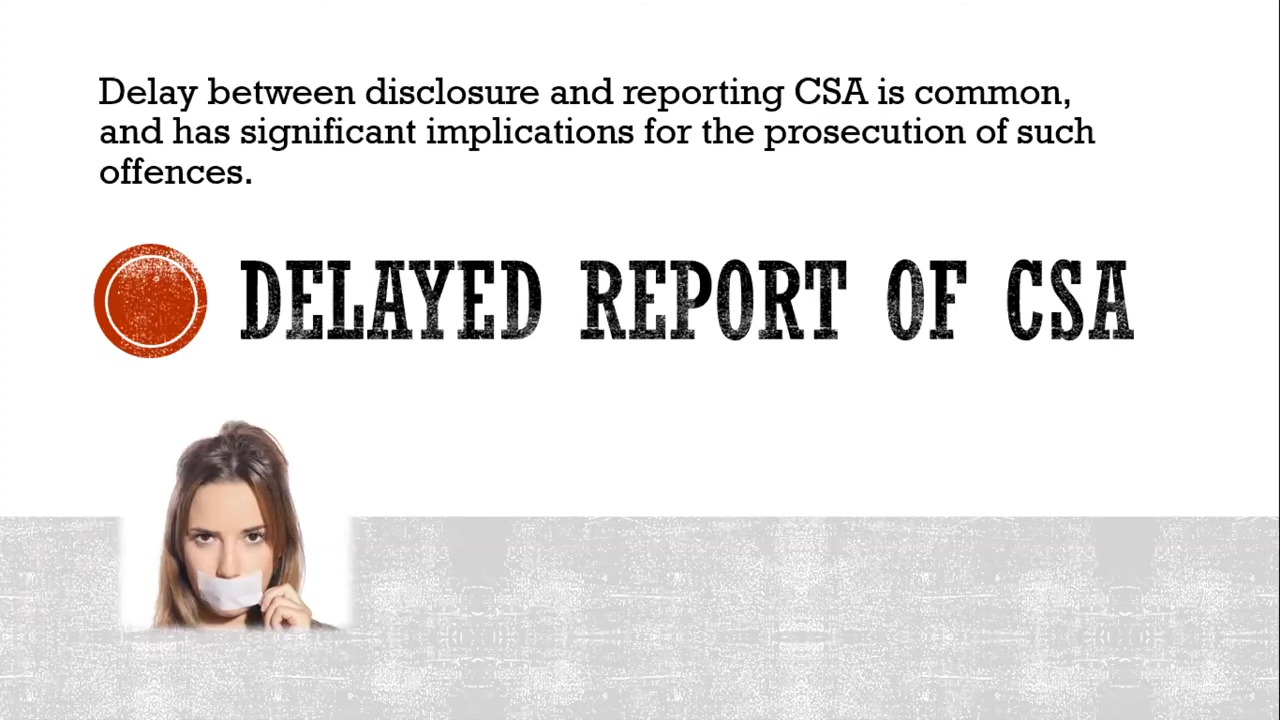 Delay between disclosure and reporting CSA is common,
and has significant implications for the prosecution of such
offences.
DELAYED REPORT OF CSA